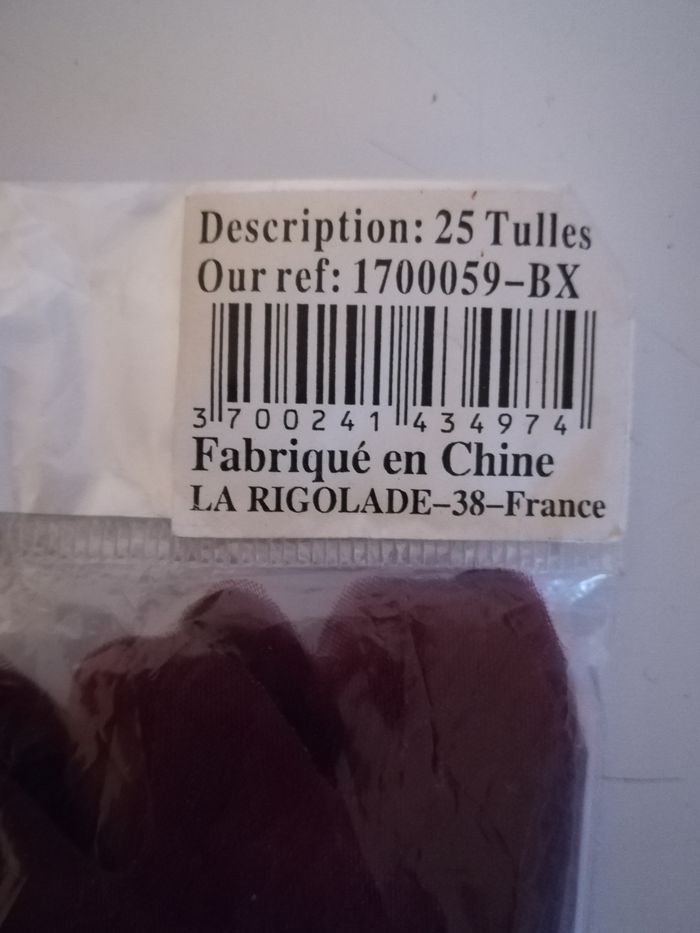 Description: 25 Tulles
Our ref: 1700059-BX
3 700241 434974
Fabriqué en Chine
LA RIGOLADE-38-France